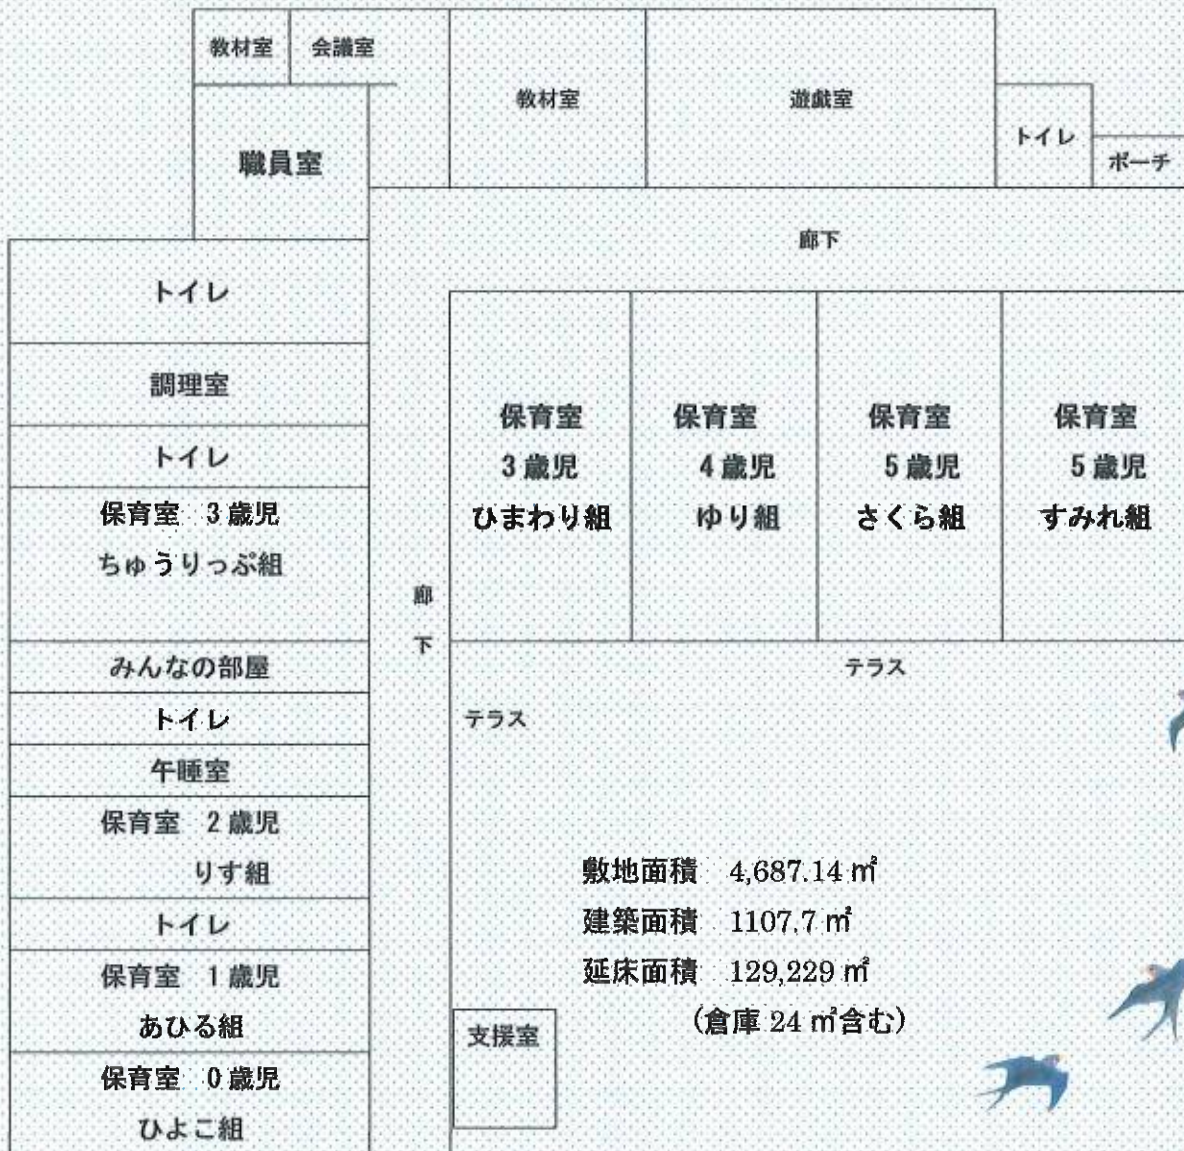 教材室
会議室
教材室
遊戯室
トイレ
ポーチ
職員室
廊下
トイレ
調理室
トイレ
保育室 3歳児
ちゅうりっぷ組
みんなの部屋
トイレ
午睡室
保育室 2歳児
りす組
トイレ
保育室 1歳児
あひる組
保育室 0歳児
ひよこ組
廊
下
保育室
3歳児
ひまわり組
保育室
4歳児
ゆり組
保育室
5歳児
さくら組
保育室
5歳児
すみれ組
テラス
テラス
敷地面積 4,687.14㎡
建築面積 1107.7㎡
延床面積 129,229㎡
(倉庫24㎡含む)
支援室